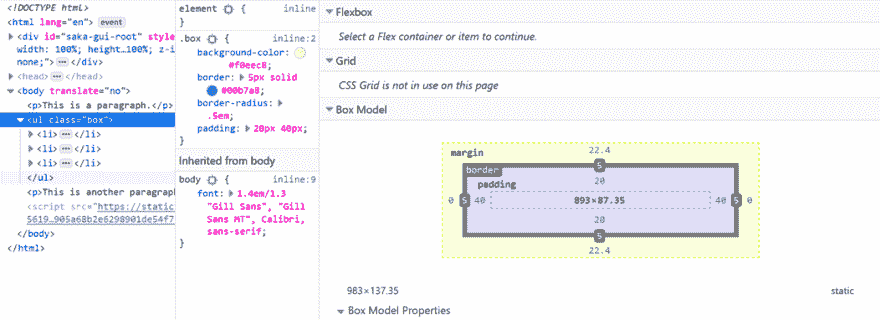 <!DOCTYPE html>
<html lang="en"> event
<div id="saka-gui-root" style
width: 100%; height:…100%; z-i
none;">…</div>
<head>…</head>
<body translate="no">
<p>This is a paragraph.</p>
<ul class="box">
<li>…</li>
<li>…</li>
<li>…</li>
</ul>
<p>This is another paragraph
<script src="https://static
5619…905a68b2e6298901de54f7
</body>
</html>
element { inline
}
.box { inline:2
background-color:
#f0eec8;
border: 5px solid
#00b7a8;
border-radius:
.5em;
padding: 20px 40px;
}
Inherited from body
body { inline:9
font: 1.4em/1.3
"Gill Sans", "Gill
Sans MT", Calibri,
sans-serif;
}
Flexbox
Select a Flex container or item to continue.
Grid
CSS Grid is not in use on this page
Box Model
margin 22.4
border 5
padding 20
0 5 40 893×87.35 40 5 0
20
5
22.4
983×137.35 static
Box Model Properties